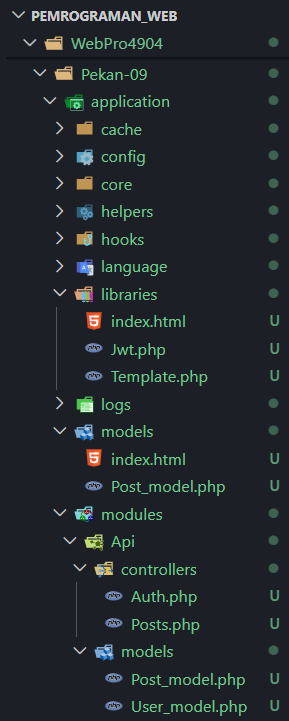 PEMROGRAMAN_WEB
WebPro4904
Pekan-09
application
cache
config
core
helpers
hooks
language
libraries
index.html U
Jwt.php U
Template.php U
logs
models
index.html U
Post_model.php U
modules
Api
controllers
Auth.php U
Posts.php U
models
Post_model.php U
User_model.php U